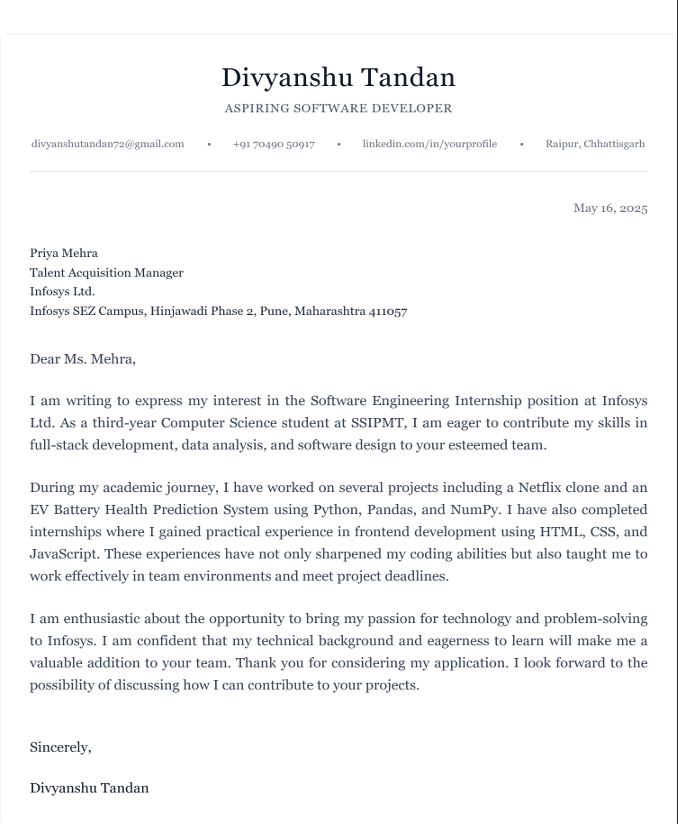 Divyanshu Tandan
ASPIRING SOFTWARE DEVELOPER
divyanshutandan72@gmail.com • +91 70490 50917 • linkedin.com/in/yourprofile • Raipur, Chhattisgarh
May 16, 2025
Priya Mehra
Talent Acquisition Manager
Infosys Ltd.
Infosys SEZ Campus, Hinjawadi Phase 2, Pune, Maharashtra 411057
Dear Ms. Mehra,
I am writing to express my interest in the Software Engineering Internship position at Infosys
Ltd. As a third-year Computer Science student at SSIPMT, I am eager to contribute my skills in
full-stack development, data analysis, and software design to your esteemed team.
During my academic journey, I have worked on several projects including a Netflix clone and an
EV Battery Health Prediction System using Python, Pandas, and NumPy. I have also completed
internships where I gained practical experience in frontend development using HTML, CSS, and
JavaScript. These experiences have not only sharpened my coding abilities but also taught me to
work effectively in team environments and meet project deadlines.
I am enthusiastic about the opportunity to bring my passion for technology and problem-solving
to Infosys. I am confident that my technical background and eagerness to learn will make me a
valuable addition to your team. Thank you for considering my application. I look forward to the
possibility of discussing how I can contribute to your projects.
Sincerely,
Divyanshu Tandan